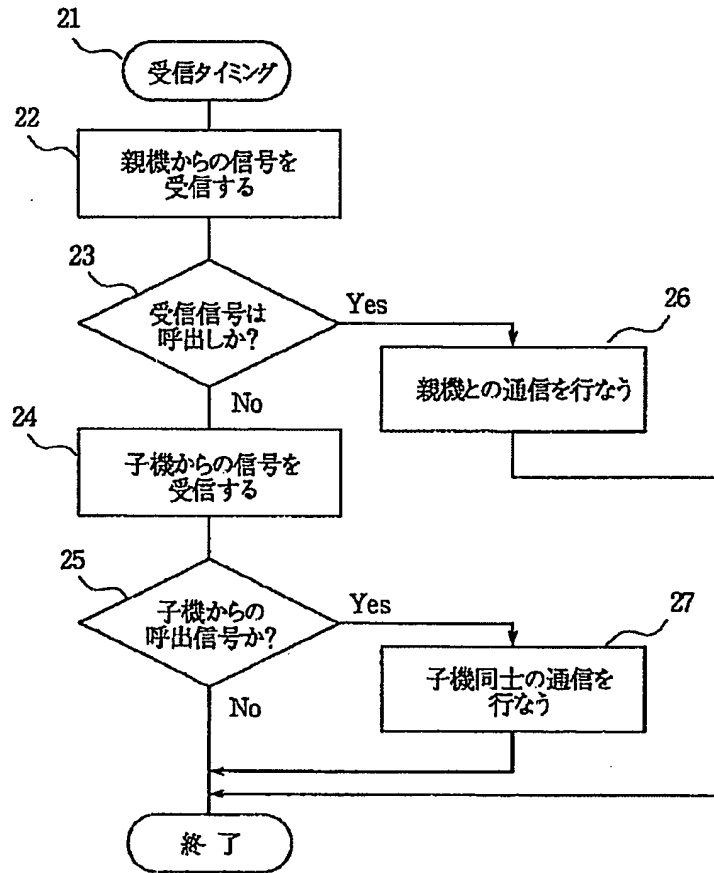 21
受信タイミング
22
親機からの信号を
受信する
23
受信信号は
呼出しか?
Yes
26
親機との通信を行なう
No
24
子機からの信号を
受信する
25
子機からの
呼出信号か?
Yes
27
子機同士の通信を
行なう
No
終了